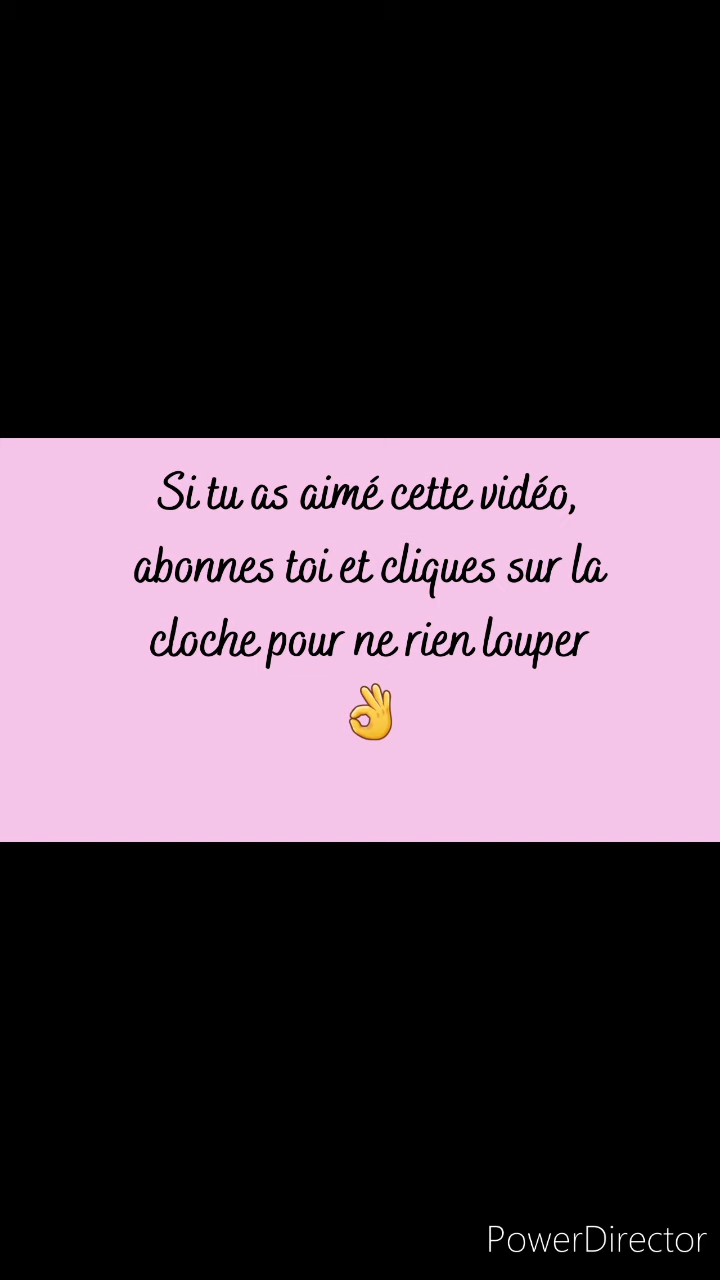 Si tu as aimé cette vidéo,
abonnes toi et cliques sur la
cloche pour ne rien louper
👌
PowerDirector